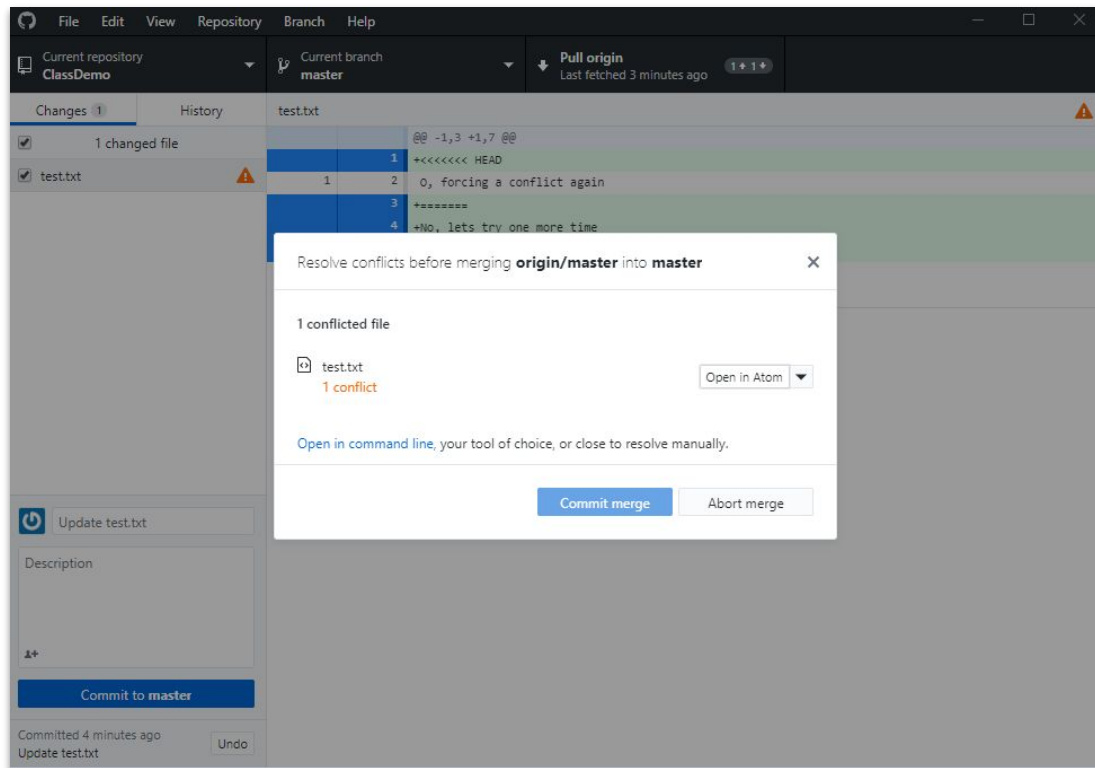 File Edit View Repository Branch Help
Current repository
ClassDemo
Current branch
master
Pull origin
Last fetched 3 minutes ago
1 1
Changes 1 History
test.txt
1 changed file
test.txt
@@ -1,3 +1,7 @@
1 +<<<<<<< HEAD
1 2 O, forcing a conflict again
3 +=======
4 +No, lets try one more time
Resolve conflicts before merging origin/master into master
1 conflicted file
test.txt
1 conflict
Open in Atom
Open in command line, your tool of choice, or close to resolve manually.
Commit merge Abort merge
Update test.txt
Description
Commit to master
Committed 4 minutes ago
Update test.txt
Undo